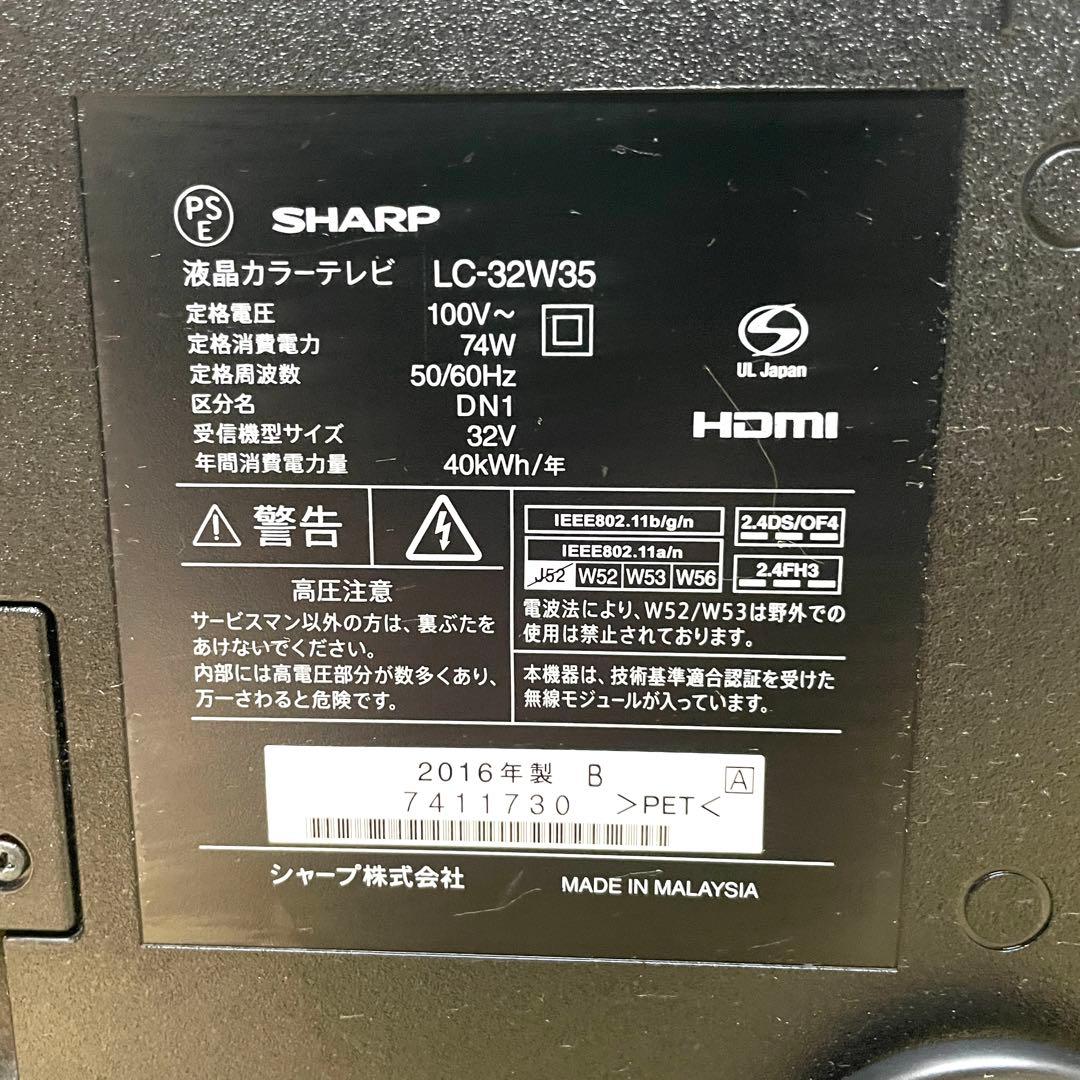 PS
E
SHARP
液晶カラーテレビ LC-32W35
定格電圧 100V～
定格消費電力 74W
定格周波数 50/60Hz
区分名 DN1
受信機型サイズ 32V
年間消費電力量 40kWh/年
UL Japan
HDMI
警告
高圧注意
サービスマン以外の方は、裏ぶたを
あけないでください。
内部には高電圧部分が数多くあり、
万一さわると危険です。
IEEE802.11b/g/n
IEEE802.11a/n
J52 W52 W53 W56
2.4DS/OF4
2.4FH3
電波法により、W52/W53は野外での
使用は禁止されております。
本機器は、技術基準適合認証を受けた
無線モジュールが入っています。
2016年製 B A
7411730 >PET<
シャープ株式会社 MADE IN MALAYSIA